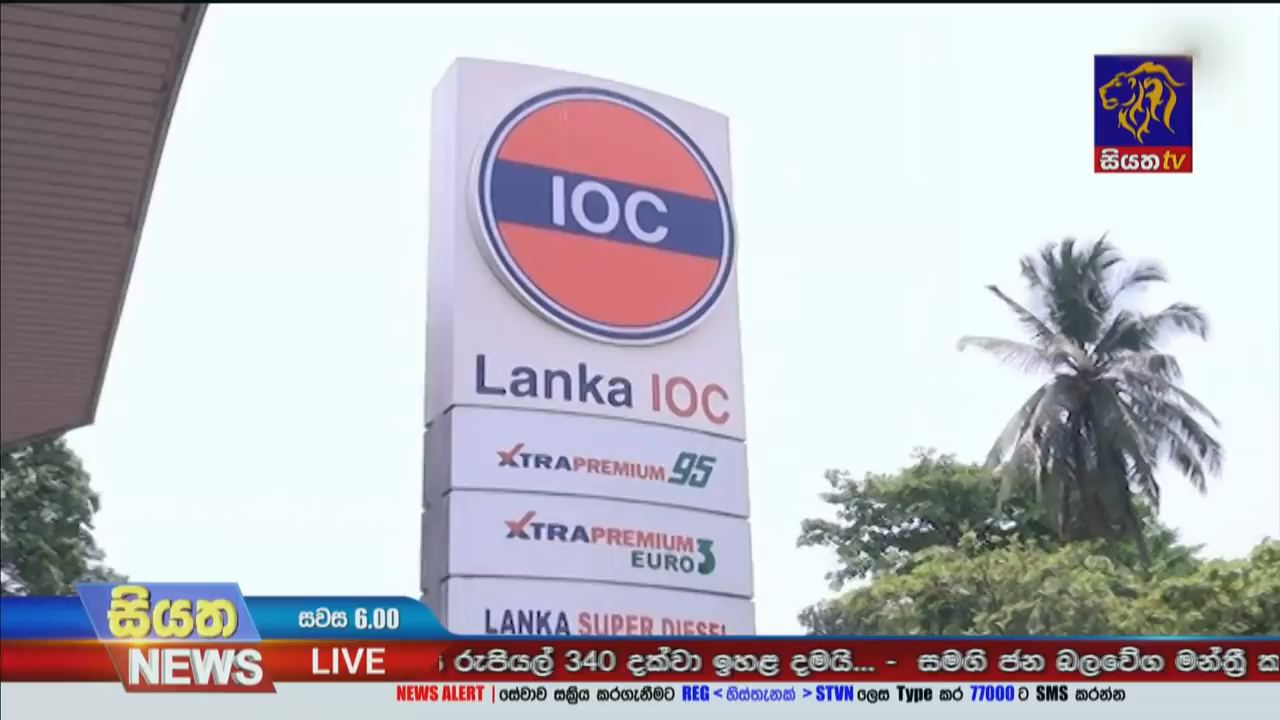 සියත tv
IOC
Lanka IOC
XTRAPREMIUM 95
XTRAPREMIUM
EURO 3
LANKA SUPER DIESEL
සියත
NEWS
සවස 6.00
LIVE
රුපියල් 340 දක්වා ඉහළ දමයි... - සමගි ජන බලවේග මන්ත්‍රී
NEWS ALERT | සේවාව සක්‍රිය කරගැනීමට REG < හිස්තැනක් > STVN ලෙස Type කර 77000 ට SMS කරන්න